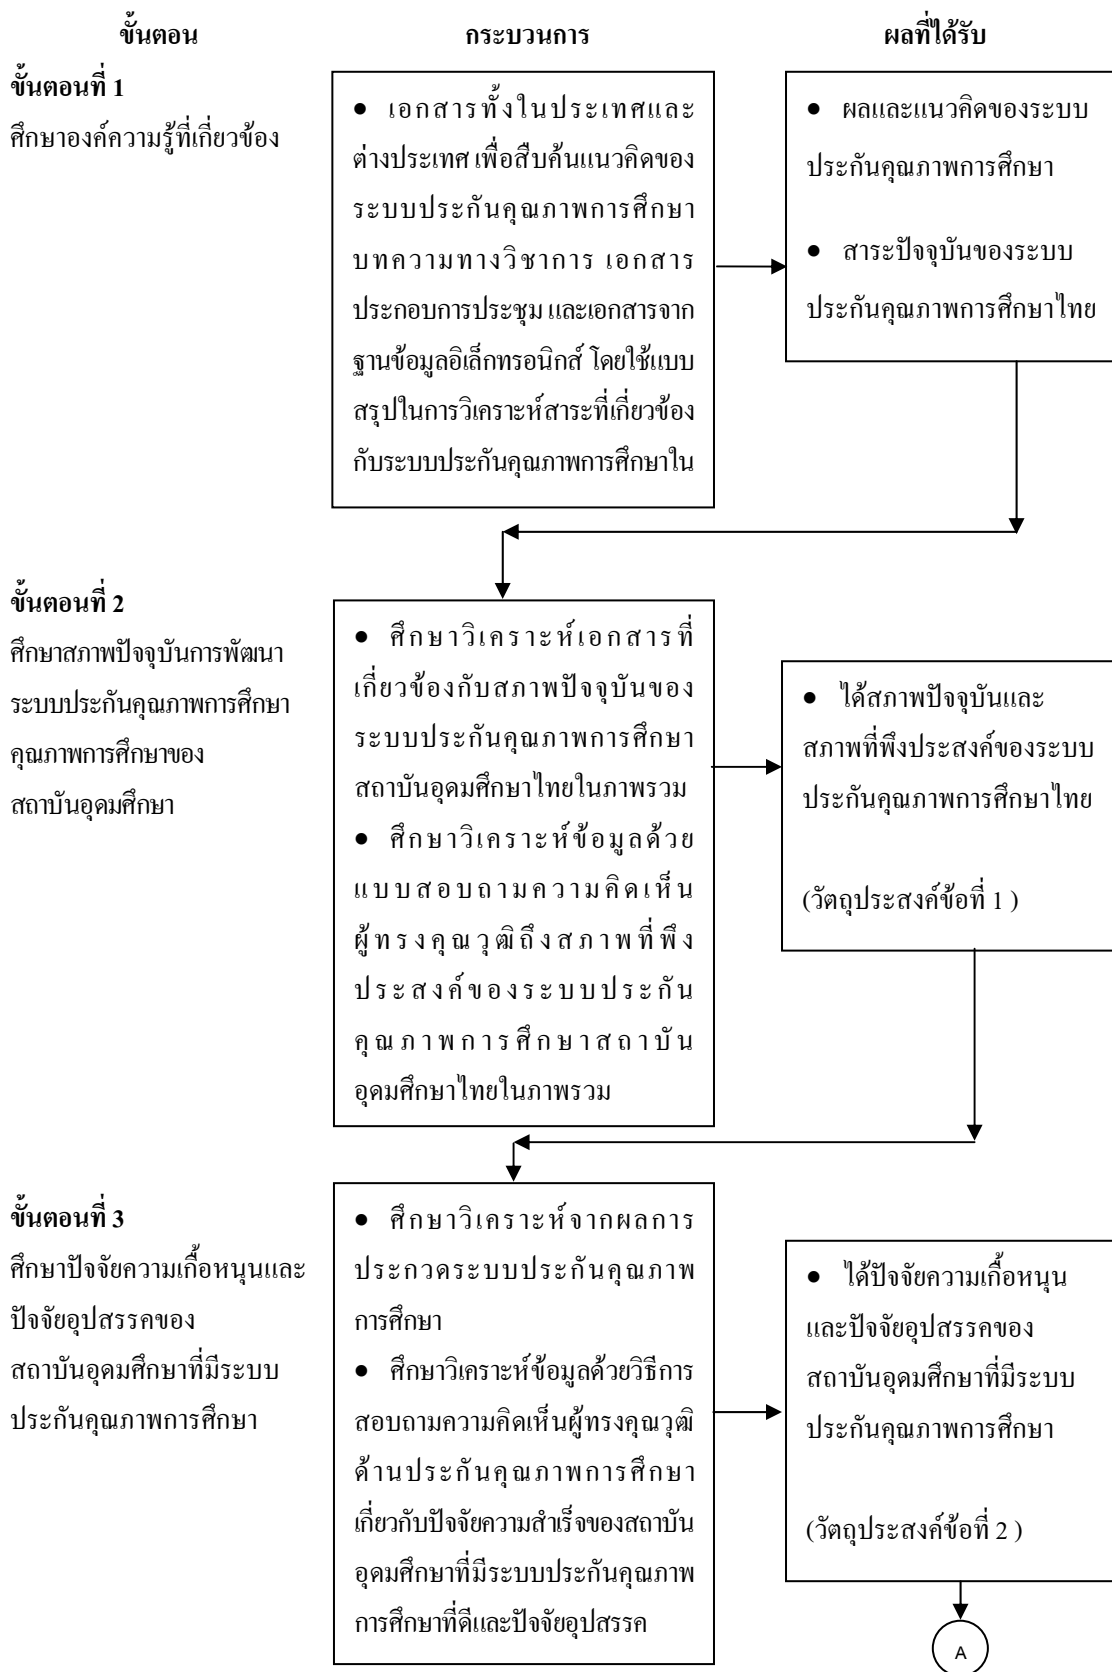 ขั้นตอน
กระบวนการ
ผลที่ได้รับ
ขั้นตอนที่ 1
ศึกษาองค์ความรู้ที่เกี่ยวข้อง
● เอกสารทั้งในประเทศและ
ต่างประเทศ เพื่อสืบค้นแนวคิดของ
ระบบประกันคุณภาพการศึกษา
บทความทางวิชาการ เอกสาร
ประกอบการประชุม และเอกสารจาก
ฐานข้อมูลอิเล็กทรอนิกส์ โดยใช้แบบ
สรุปในการวิเคราะห์สาระที่เกี่ยวข้อง
กับระบบประกันคุณภาพการศึกษาใน
● ผลและแนวคิดของระบบ
ประกันคุณภาพการศึกษา
● สาระปัจจุบันของระบบ
ประกันคุณภาพการศึกษาไทย
ขั้นตอนที่ 2
ศึกษาสภาพปัจจุบันการพัฒนา
ระบบประกันคุณภาพการศึกษา
คุณภาพการศึกษาของ
สถาบันอุดมศึกษา
● ศึกษาวิเคราะห์เอกสารที่
เกี่ยวข้องกับสภาพปัจจุบันของ
ระบบประกันคุณภาพการศึกษา
สถาบันอุดมศึกษาไทยในภาพรวม
● ศึกษาวิเคราะห์ข้อมูลด้วย
แบบสอบถามความคิดเห็น
ผู้ทรงคุณวุฒิถึงสภาพที่พึง
ประสงค์ของระบบประกัน
คุณภาพการศึกษาสถาบัน
อุดมศึกษาไทยในภาพรวม
● ได้สภาพปัจจุบันและ
สภาพที่พึงประสงค์ของระบบ
ประกันคุณภาพการศึกษาไทย
(วัตถุประสงค์ข้อที่ 1 )
ขั้นตอนที่ 3
ศึกษาปัจจัยความเกื้อหนุนและ
ปัจจัยอุปสรรคของ
สถาบันอุดมศึกษาที่มีระบบ
ประกันคุณภาพการศึกษา
● ศึกษาวิเคราะห์จากผลการ
ประกวดระบบประกันคุณภาพ
การศึกษา
● ศึกษาวิเคราะห์ข้อมูลด้วยวิธีการ
สอบถามความคิดเห็นผู้ทรงคุณวุฒิ
ด้านประกันคุณภาพการศึกษา
เกี่ยวกับปัจจัยความสำเร็จของสถาบัน
อุดมศึกษาที่มีระบบประกันคุณภาพ
การศึกษาที่ดีและปัจจัยอุปสรรค
● ได้ปัจจัยความเกื้อหนุน
และปัจจัยอุปสรรคของ
สถาบันอุดมศึกษาที่มีระบบ
ประกันคุณภาพการศึกษา
(วัตถุประสงค์ข้อที่ 2 )
A